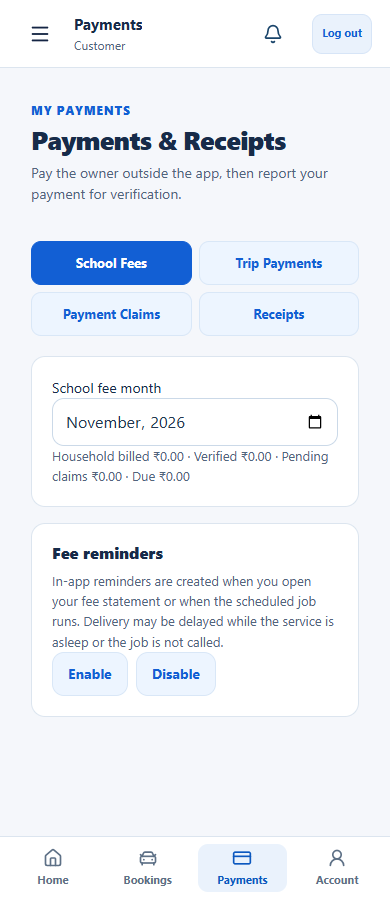 Payments
Customer
Log out
MY PAYMENTS
Payments & Receipts
Pay the owner outside the app, then report your
payment for verification.
School Fees
Trip Payments
Payment Claims
Receipts
School fee month
November, 2026
Household billed ₹0.00 · Verified ₹0.00 · Pending
claims ₹0.00 · Due ₹0.00
Fee reminders
In-app reminders are created when you open
your fee statement or when the scheduled job
runs. Delivery may be delayed while the service is
asleep or the job is not called.
Enable
Disable
Home
Bookings
Payments
Account